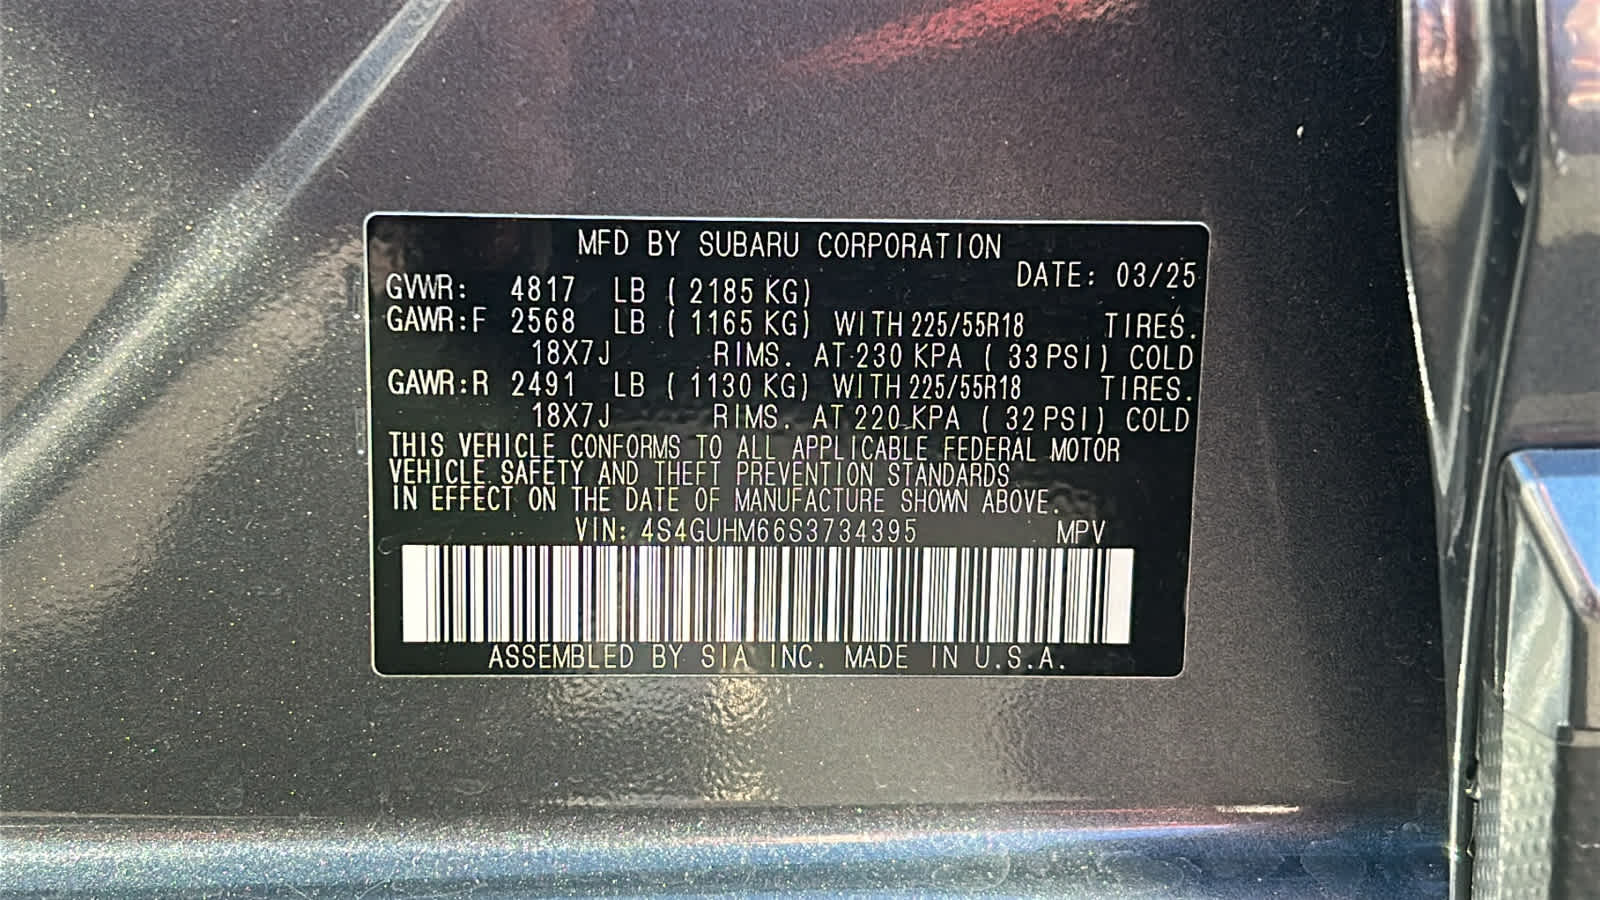 MFD BY SUBARU CORPORATION
DATE: 03/25
GVWR: 4817 LB ( 2185 KG)
GAWR:F 2568 LB ( 1165 KG) WITH 225/55R18 TIRES.
18X7J RIMS. AT 230 KPA ( 33 PSI) COLD
GAWR:R 2491 LB ( 1130 KG) WITH 225/55R18 TIRES.
18X7J RIMS. AT 220 KPA ( 32 PSI) COLD
THIS VEHICLE CONFORMS TO ALL APPLICABLE FEDERAL MOTOR
VEHICLE SAFETY AND THEFT PREVENTION STANDARDS
IN EFFECT ON THE DATE OF MANUFACTURE SHOWN ABOVE.
VIN: 4S4GUHM66S3734395 MPV
ASSEMBLED BY SIA INC. MADE IN U.S.A.